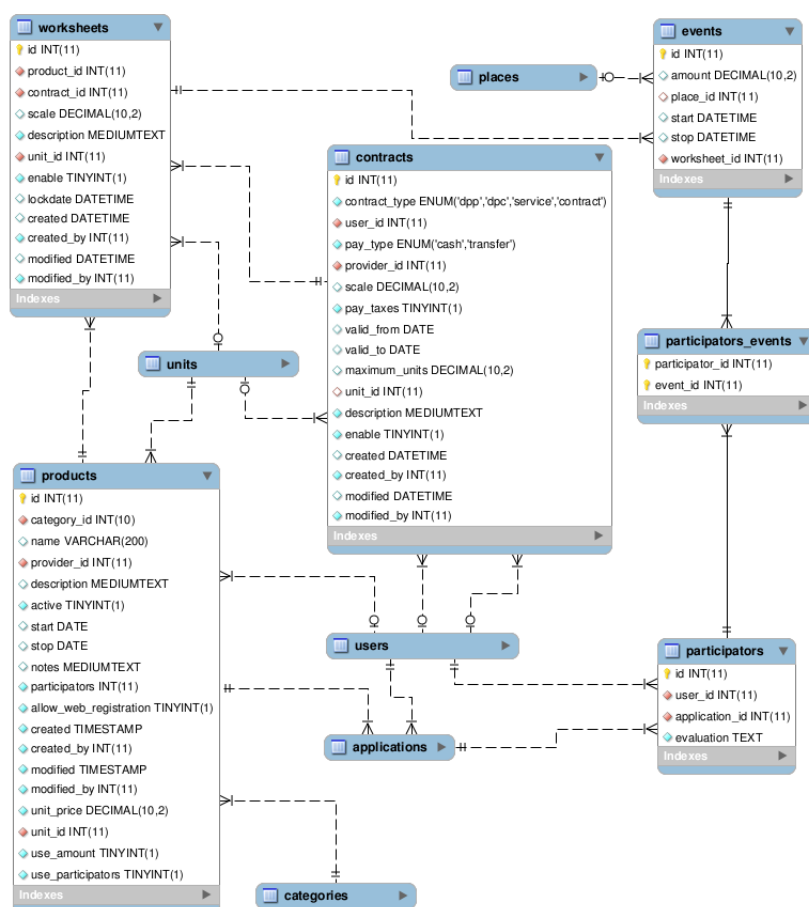 worksheets
id INT(11)
product_id INT(11)
contract_id INT(11)
scale DECIMAL(10,2)
description MEDIUMTEXT
unit_id INT(11)
enable TINYINT(1)
lockdate DATETIME
created DATETIME
created_by INT(11)
modified DATETIME
modified_by INT(11)
Indexes
places
events
id INT(11)
amount DECIMAL(10,2)
place_id INT(11)
start DATETIME
stop DATETIME
worksheet_id INT(11)
Indexes
contracts
id INT(11)
contract_type ENUM('dpp','dpc','service','contract')
user_id INT(11)
pay_type ENUM('cash','transfer')
provider_id INT(11)
scale DECIMAL(10,2)
pay_taxes TINYINT(1)
valid_from DATE
valid_to DATE
maximum_units DECIMAL(10,2)
unit_id INT(11)
description MEDIUMTEXT
enable TINYINT(1)
created DATETIME
created_by INT(11)
modified DATETIME
modified_by INT(11)
Indexes
participators_events
participator_id INT(11)
event_id INT(11)
Indexes
units
products
id INT(11)
category_id INT(10)
name VARCHAR(200)
provider_id INT(11)
description MEDIUMTEXT
active TINYINT(1)
start DATE
stop DATE
notes MEDIUMTEXT
participators INT(11)
allow_web_registration TINYINT(1)
created TIMESTAMP
created_by INT(11)
modified TIMESTAMP
modified_by INT(11)
unit_price DECIMAL(10,2)
unit_id INT(11)
use_amount TINYINT(1)
use_participators TINYINT(1)
Indexes
users
applications
participators
id INT(11)
user_id INT(11)
application_id INT(11)
evaluation TEXT
Indexes
categories